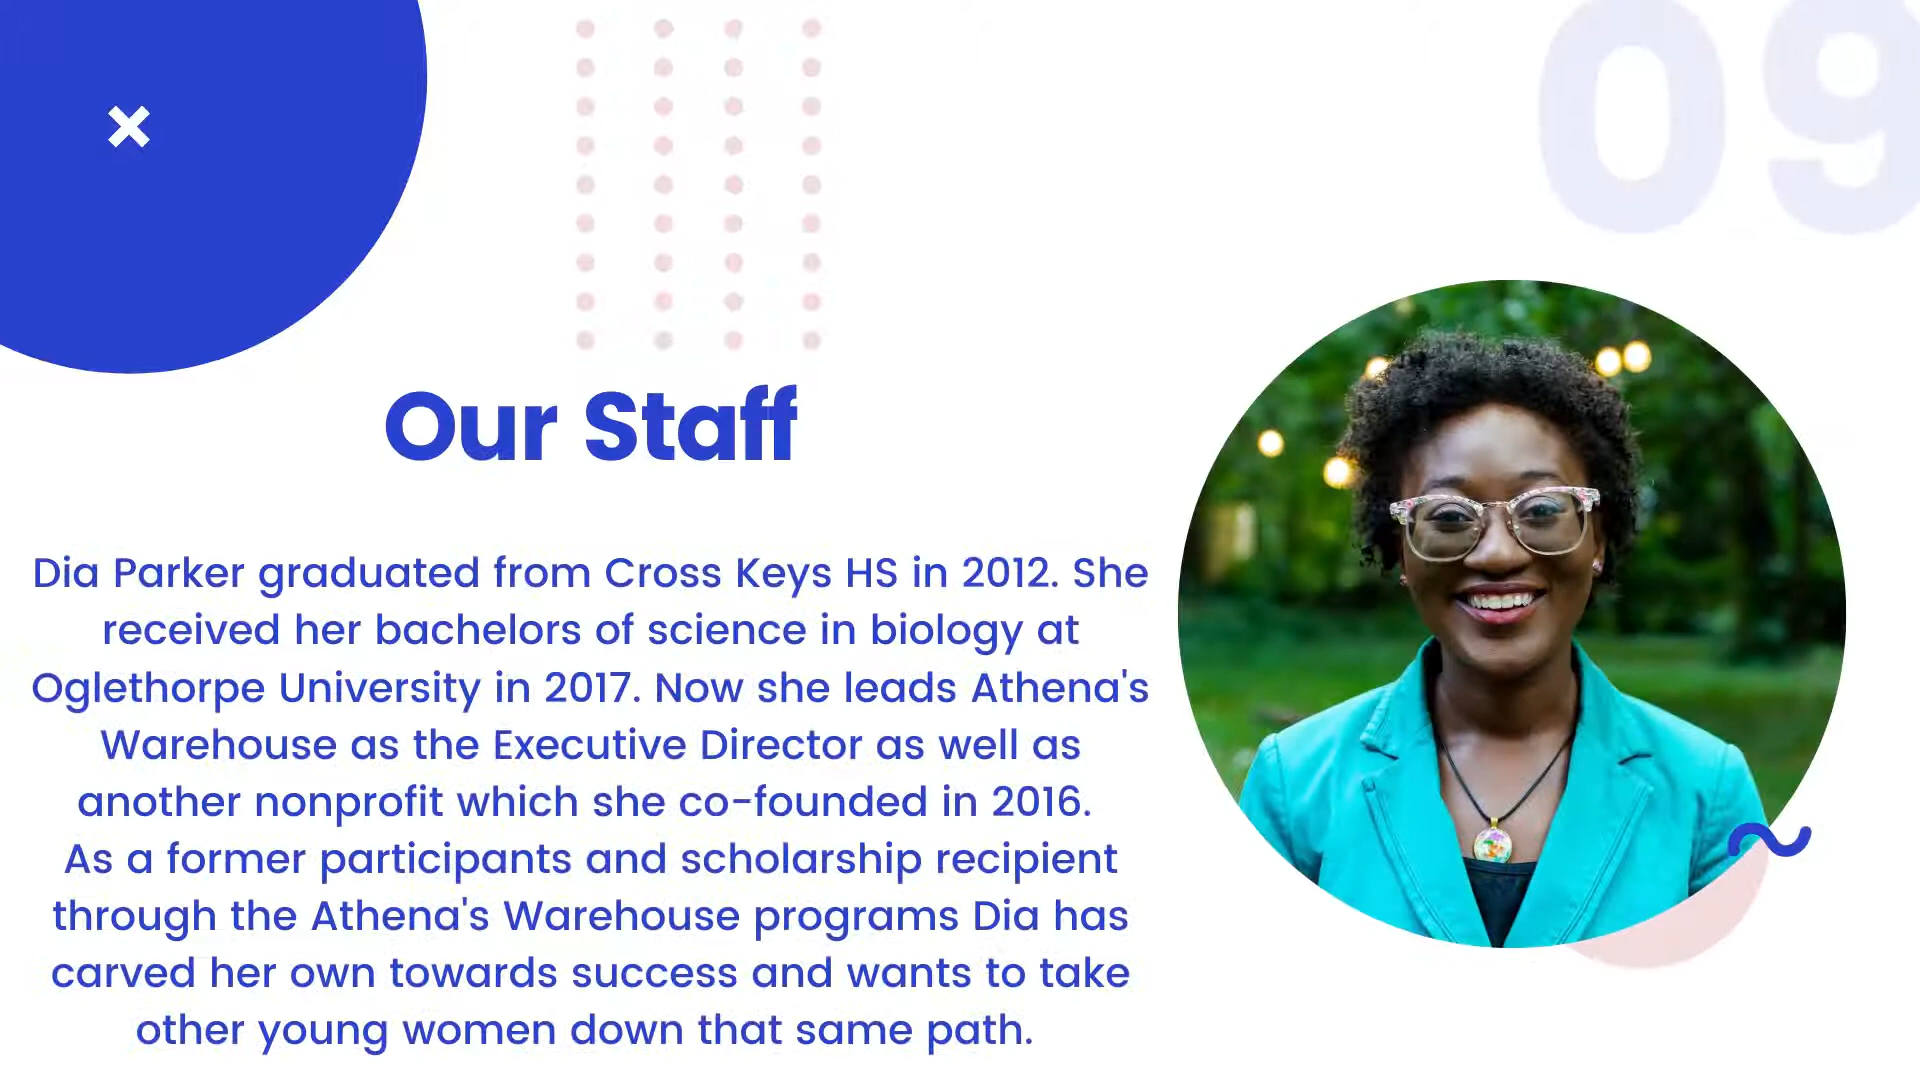 09
Our Staff
Dia Parker graduated from Cross Keys HS in 2012. She
received her bachelors of science in biology at
Oglethorpe University in 2017. Now she leads Athena's
Warehouse as the Executive Director as well as
another nonprofit which she co-founded in 2016.
As a former participants and scholarship recipient
through the Athena's Warehouse programs Dia has
carved her own towards success and wants to take
other young women down that same path.